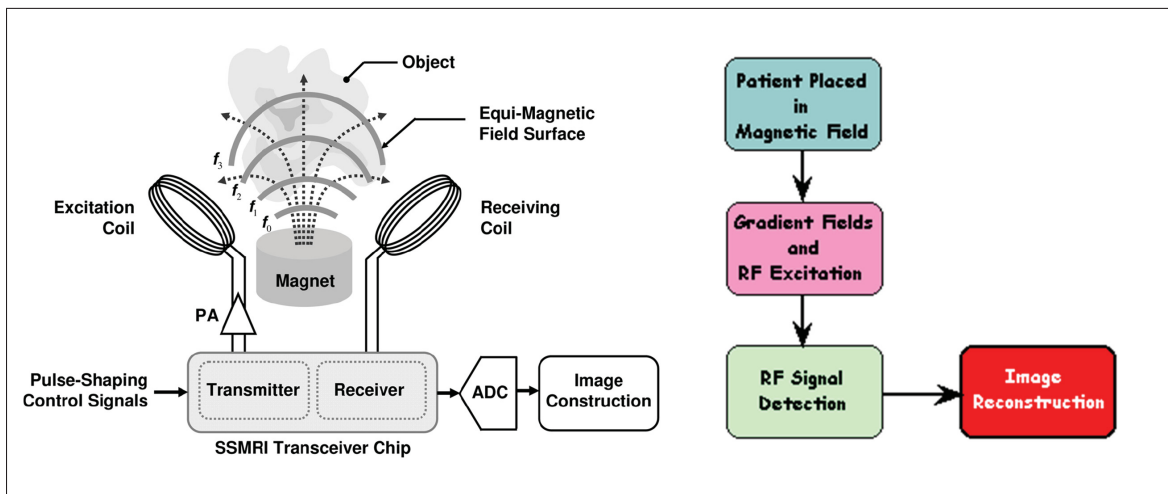 Object
Equi-Magnetic
Field Surface
f3
f2
f1
f0
Excitation
Coil
Receiving
Coil
Magnet
PA
Pulse-Shaping
Control Signals
Transmitter
Receiver
ADC
Image
Construction
SSMRI Transceiver Chip
Patient Placed
in
Magnetic Field
Gradient Fields
and
RF Excitation
RF Signal
Detection
Image
Reconstruction